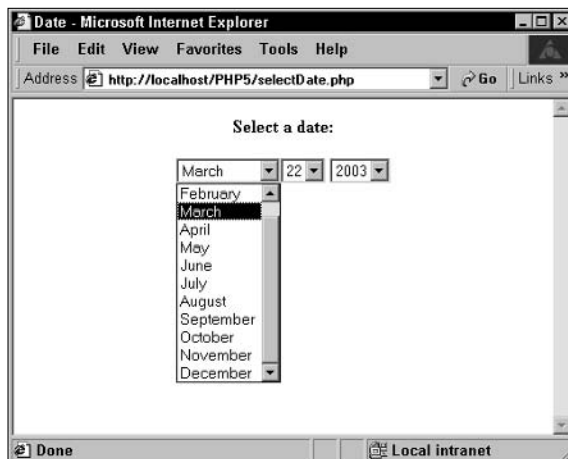 Date - Microsoft Internet Explorer
File Edit View Favorites Tools Help
Address http://localhost/PHP5/selectDate.php Go Links »
Select a date:
March 22 2003
February
March
April
May
June
July
August
September
October
November
December
Done Local intranet